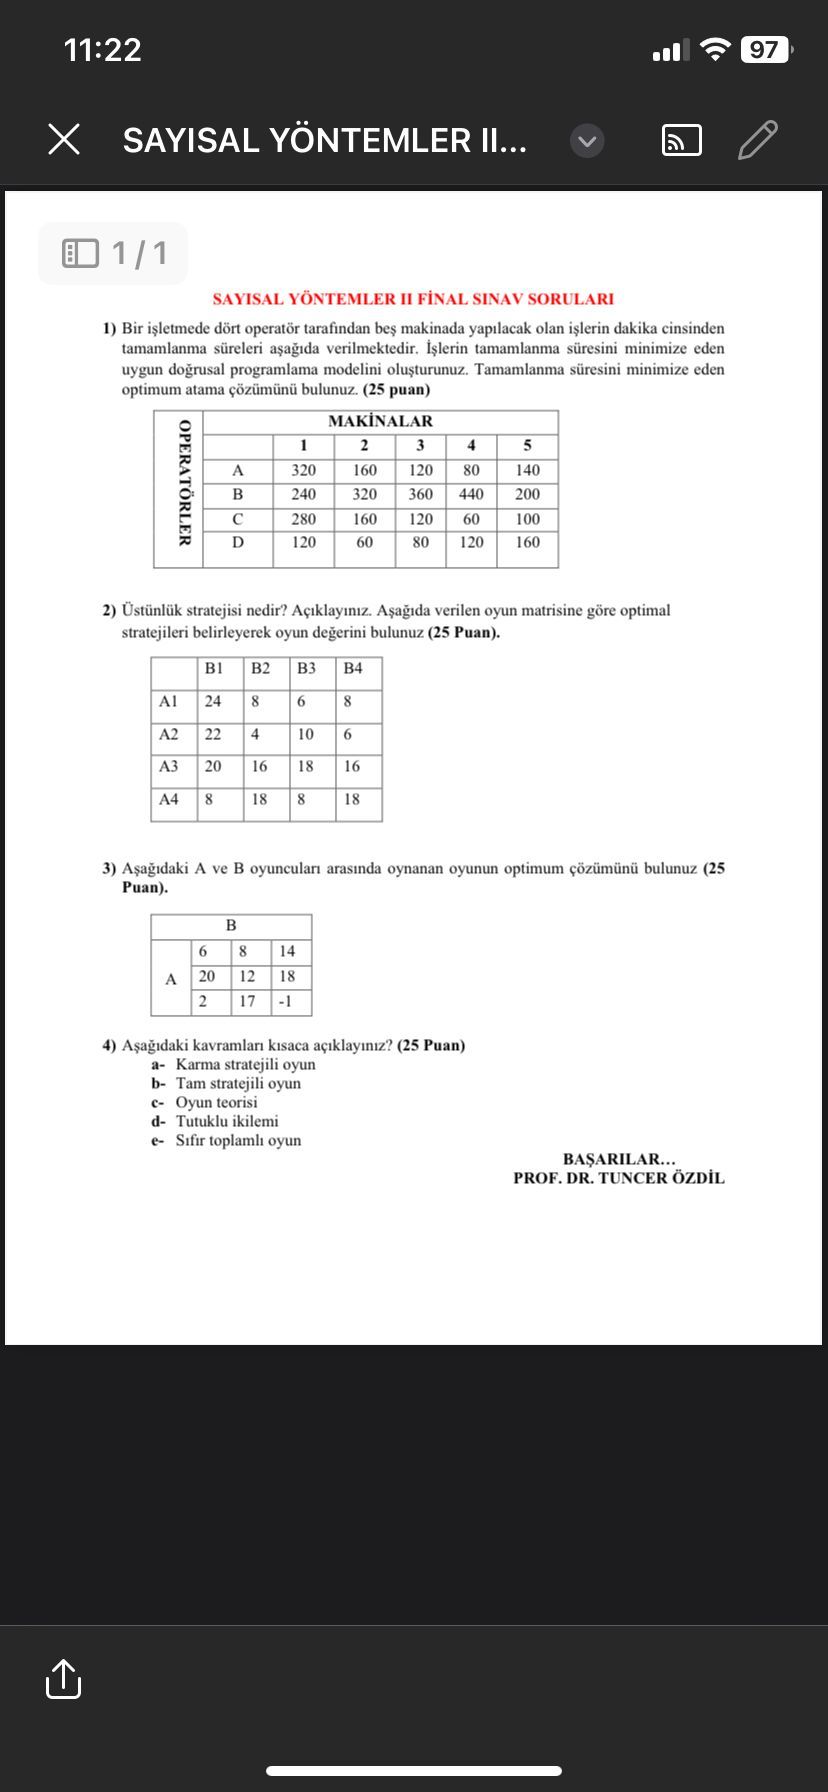 11:22
97
SAYISAL YÖNTEMLER II...
1 / 1
SAYISAL YÖNTEMLER II FİNAL SINAV SORULARI
1) Bir işletmede dört operatör tarafından beş makinada yapılacak olan işlerin dakika cinsinden
tamamlanma süreleri aşağıda verilmektedir. İşlerin tamamlanma süresini minimize eden
uygun doğrusal programlama modelini oluşturunuz. Tamamlanma süresini minimize eden
optimum atama çözümünü bulunuz. (25 puan)
OPERATÖRLER
MAKİNALAR
1 2 3 4 5
A 320 160 120 80 140
B 240 320 360 440 200
C 280 160 120 60 100
D 120 60 80 120 160
2) Üstünlük stratejisi nedir? Açıklayınız. Aşağıda verilen oyun matrisine göre optimal
stratejileri belirleyerek oyun değerini bulunuz (25 Puan).
B1 B2 B3 B4
A1 24 8 6 8
A2 22 4 10 6
A3 20 16 18 16
A4 8 18 8 18
3) Aşağıdaki A ve B oyuncuları arasında oynanan oyunun optimum çözümünü bulunuz (25
Puan).
B
6 8 14
A 20 12 18
2 17 -1
4) Aşağıdaki kavramları kısaca açıklayınız? (25 Puan)
a- Karma stratejili oyun
b- Tam stratejili oyun
c- Oyun teorisi
d- Tutuklu ikilemi
e- Sıfır toplamlı oyun
BAŞARILAR...
PROF. DR. TUNCER ÖZDİL